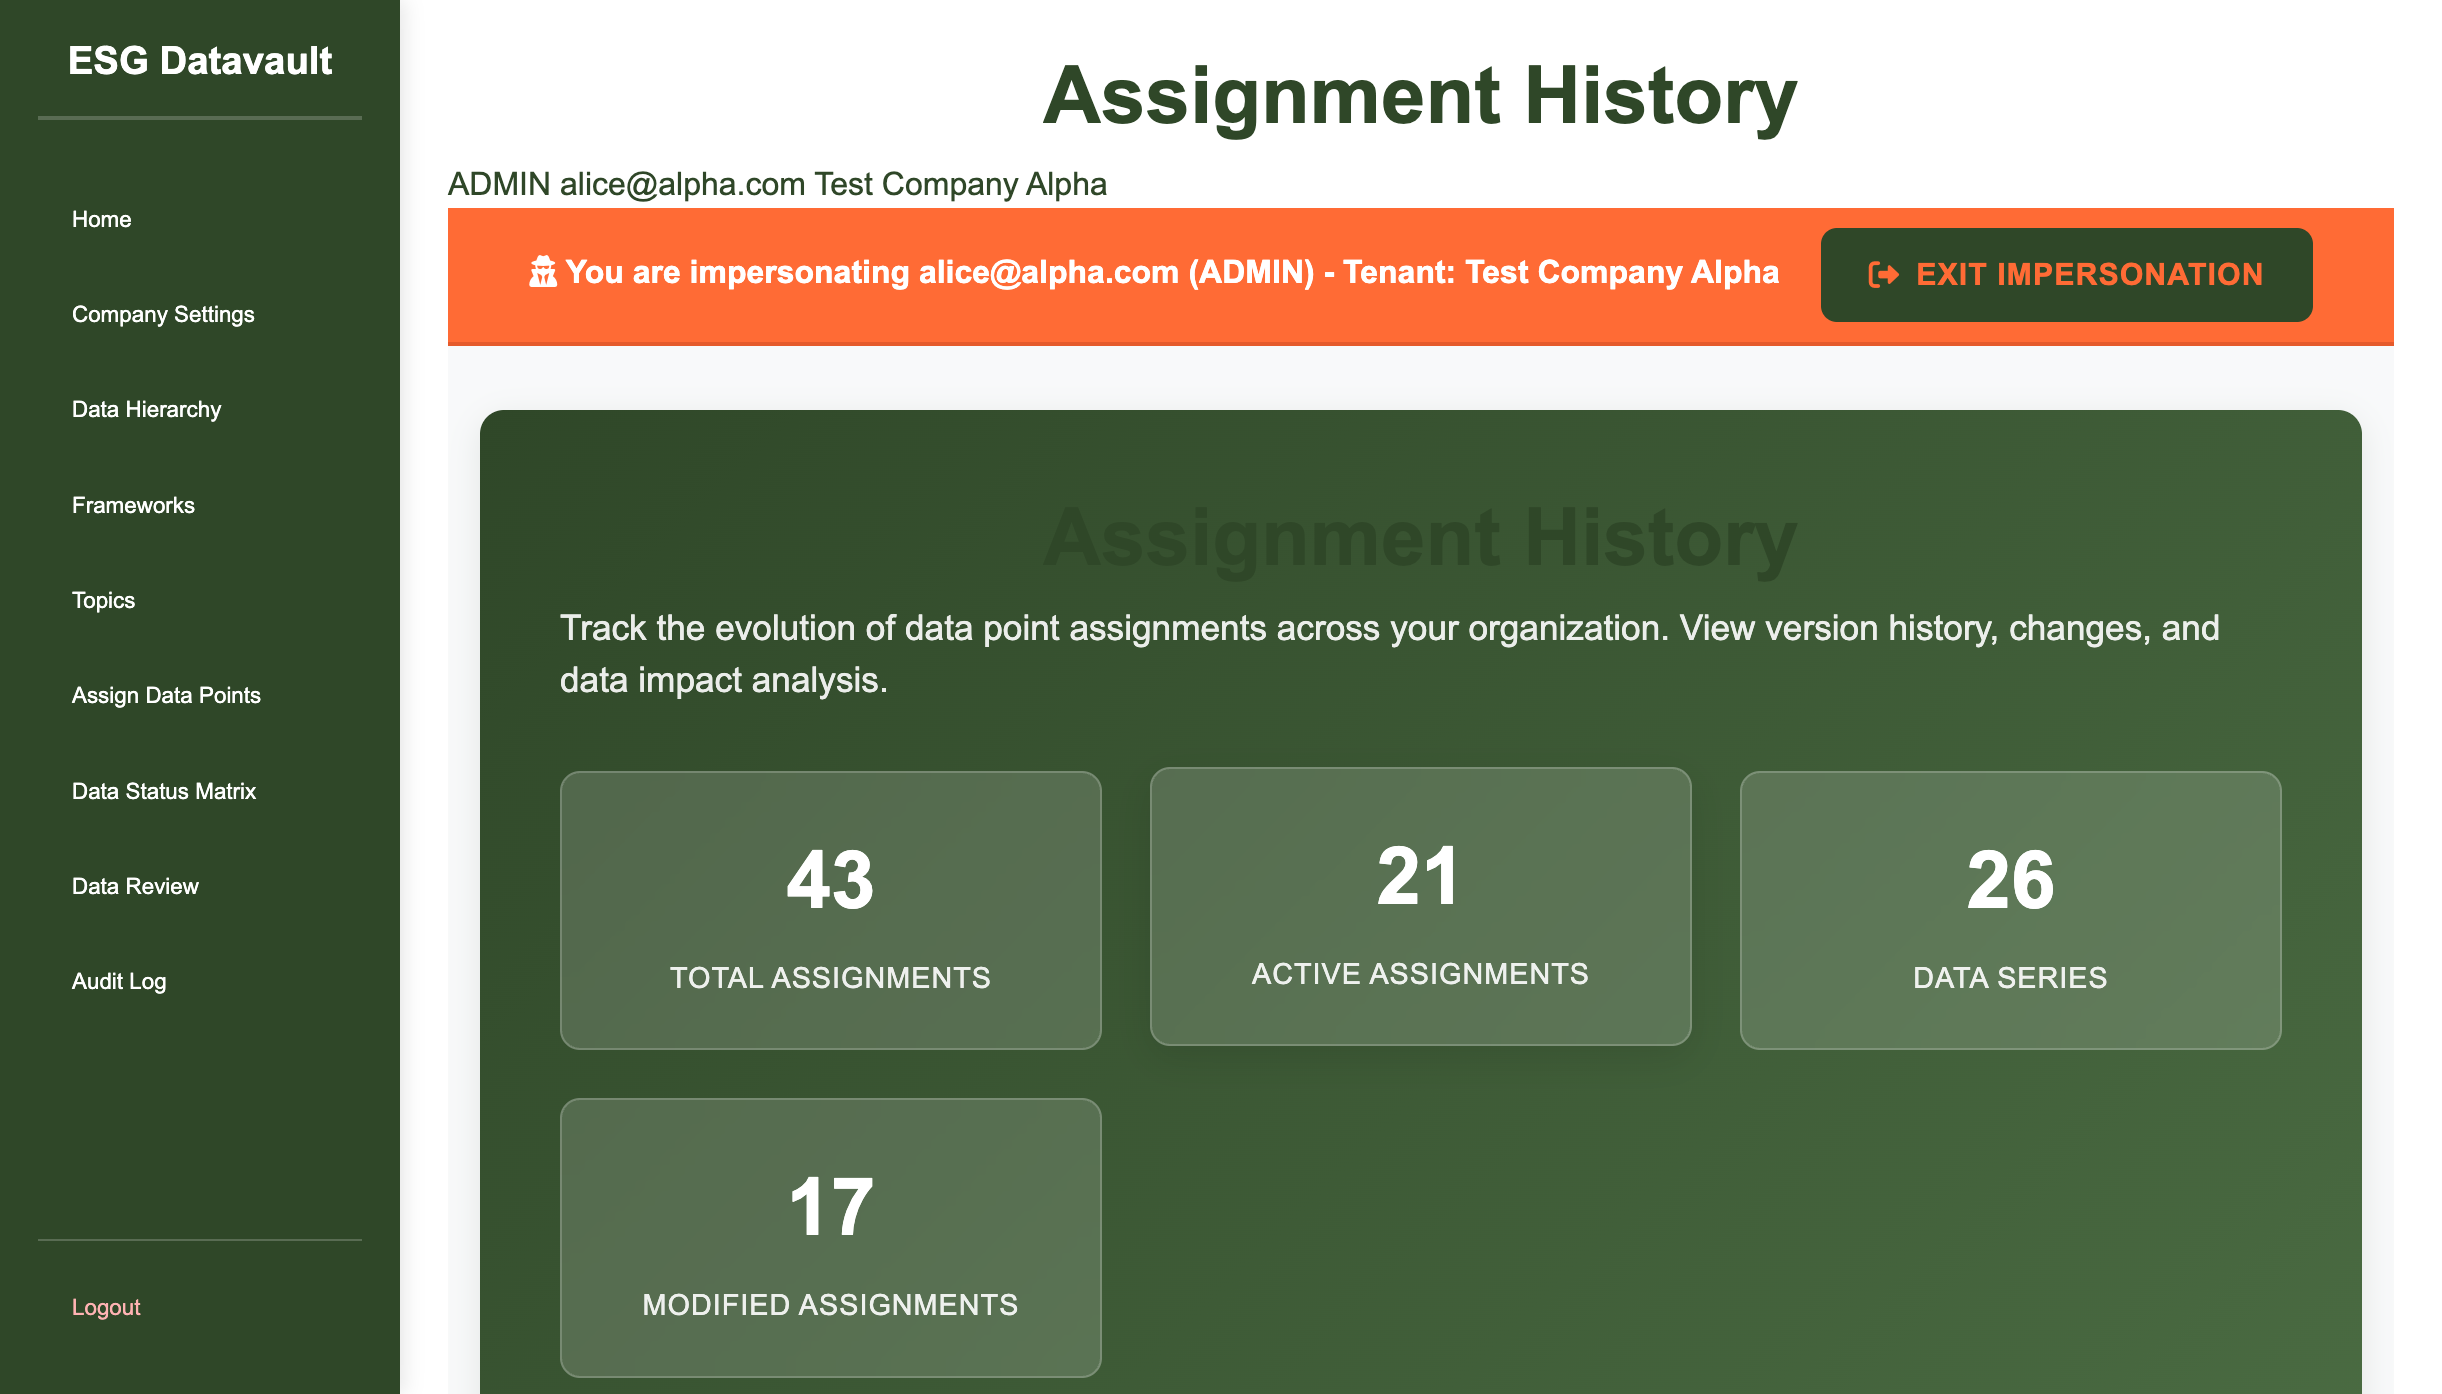 ESG Datavault
Home
Company Settings
Data Hierarchy
Frameworks
Topics
Assign Data Points
Data Status Matrix
Data Review
Audit Log
Logout
Assignment History
ADMIN alice@alpha.com Test Company Alpha
You are impersonating alice@alpha.com (ADMIN) - Tenant: Test Company Alpha
EXIT IMPERSONATION
Assignment History
Track the evolution of data point assignments across your organization. View version history, changes, and
data impact analysis.
43
TOTAL ASSIGNMENTS
21
ACTIVE ASSIGNMENTS
26
DATA SERIES
17
MODIFIED ASSIGNMENTS